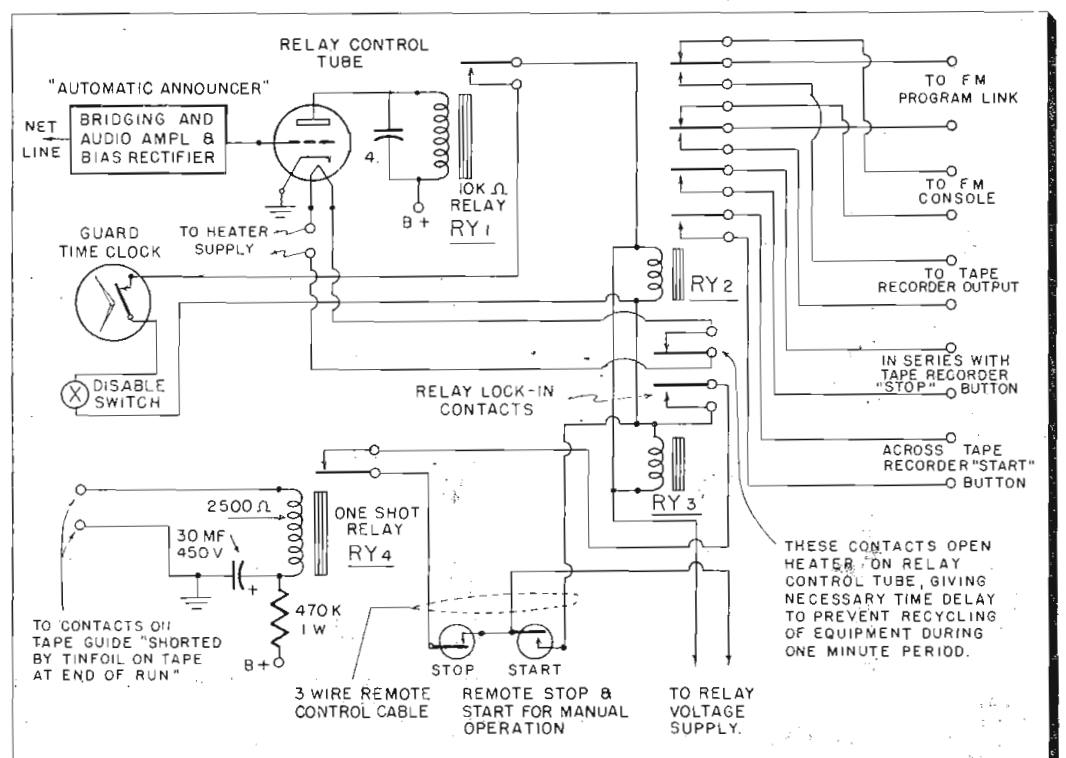 RELAY CONTROL
TUBE
"AUTOMATIC ANNOUNCER"
BRIDGING AND
AUDIO AMPL &
BIAS RECTIFIER
NET
LINE
4.
B+
10K Ω
RELAY
RY1
TO HEATER
SUPPLY
GUARD
TIME CLOCK
DISABLE
SWITCH
TO FM
PROGRAM LINK
TO FM
CONSOLE
TO TAPE
RECORDER OUTPUT
IN SERIES WITH
TAPE RECORDER
"STOP" BUTTON
ACROSS TAPE
RECORDER "START"
BUTTON
RY2
RELAY LOCK-IN
CONTACTS
RY3
2500 Ω
ONE SHOT
RELAY
RY4
30 MF
450 V
+
470 K
1 W
B+
TO CONTACTS ON
TAPE GUIDE "SHORTED
BY TINFOIL ON TAPE
AT END OF RUN"
STOP
START
3 WIRE REMOTE
CONTROL CABLE
REMOTE STOP &
START FOR MANUAL
OPERATION
TO RELAY
VOLTAGE
SUPPLY.
THESE CONTACTS OPEN
HEATER ON RELAY
CONTROL TUBE, GIVING
NECESSARY TIME DELAY
TO PREVENT RECYCLING
OF EQUIPMENT DURING
ONE MINUTE PERIOD.